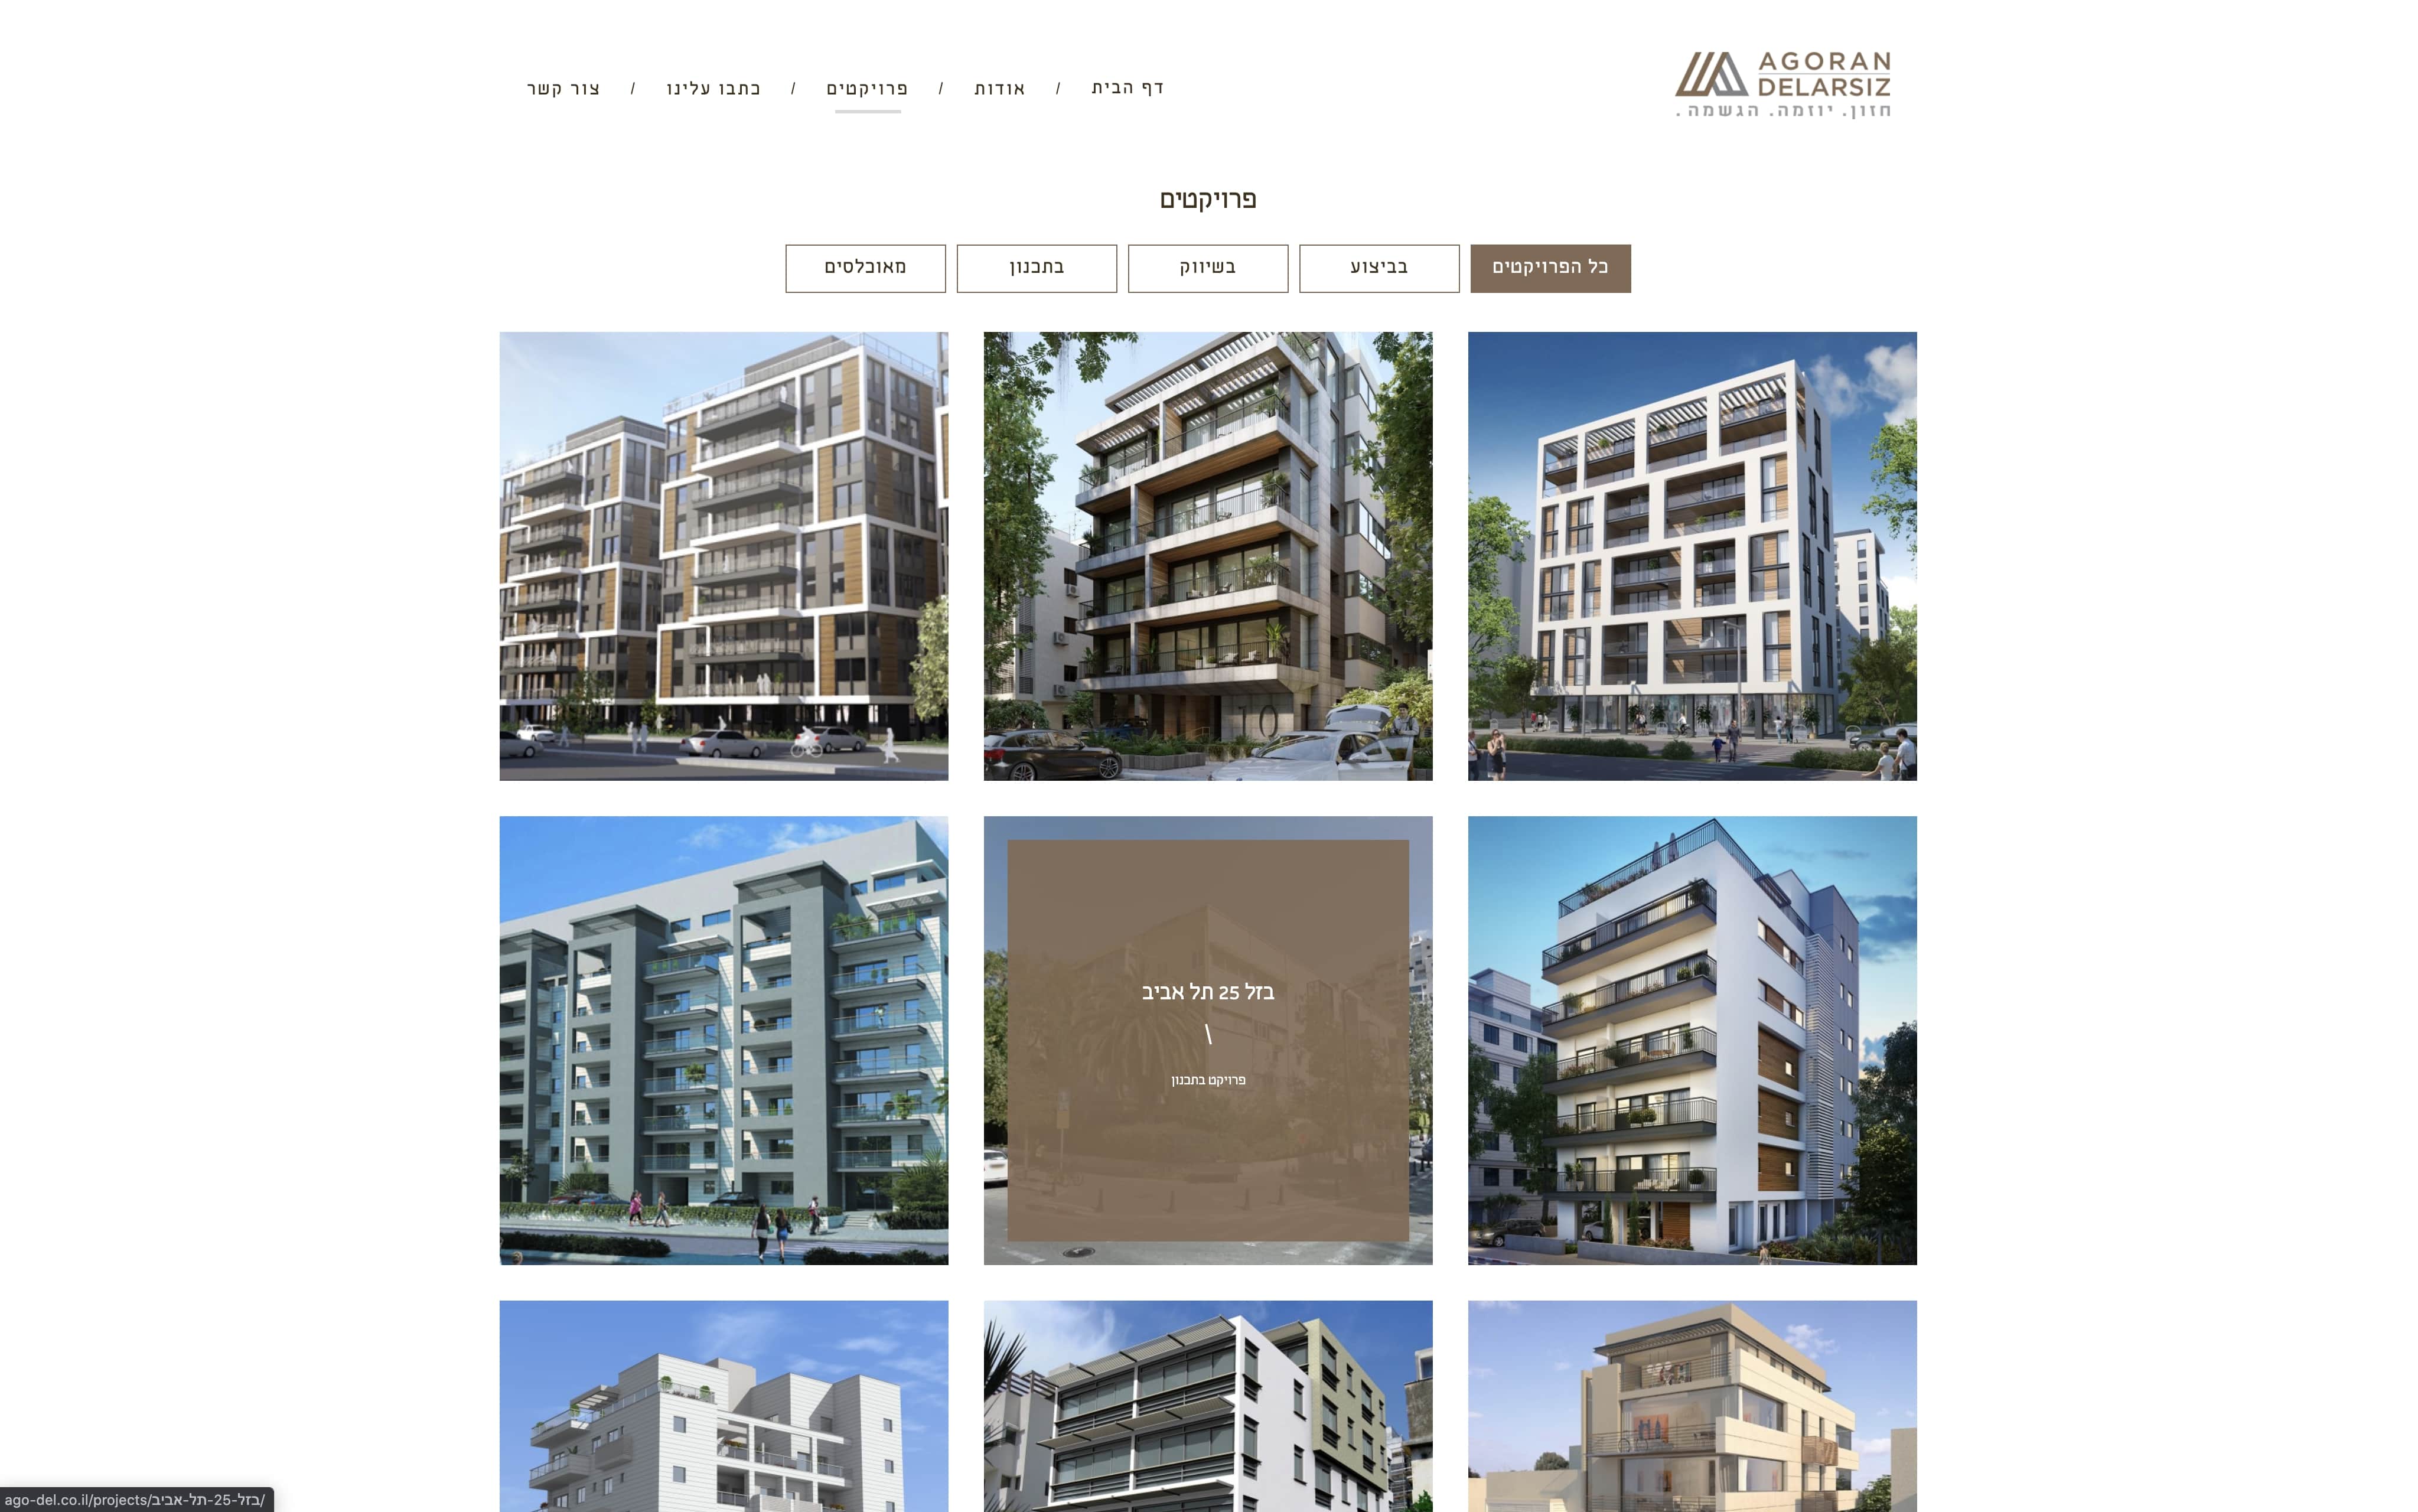 AGORAN
DELARSIZ
חזון. יוזמה. הגשמה.
דף הבית / אודות / פרויקטים / כתבו עלינו / צור קשר
פרויקטים
כל הפרויקטים
בביצוע
בשיווק
בתכנון
מאוכלסים
10
בזל 25 תל אביב
\
פרויקט בתכנון
ago-del.co.il/projects/בזל-25-תל-אביב/